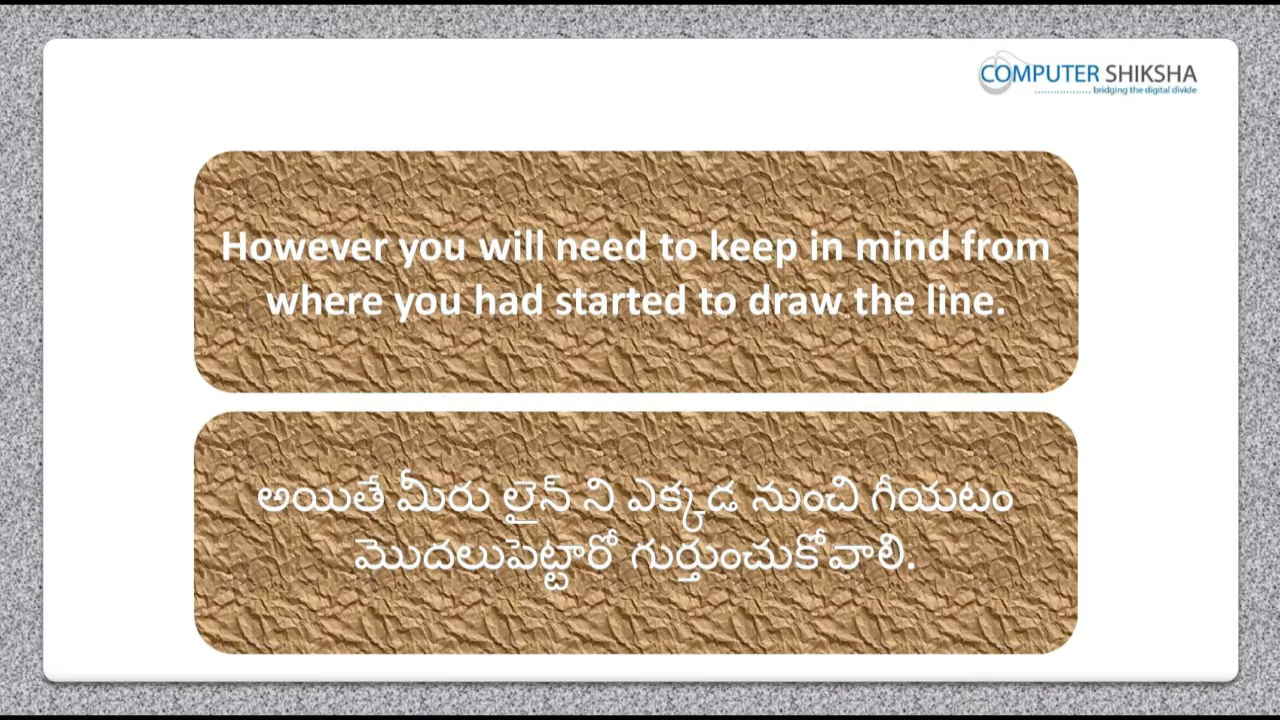 COMPUTER SHIKSHA
bridging the digital divide
However you will need to keep in mind from
where you had started to draw the line.
అయితే మీరు లైన్ ని ఎక్కడ నుంచి గీయటం
మొదలుపెట్టారో గుర్తుంచుకోవాలి.